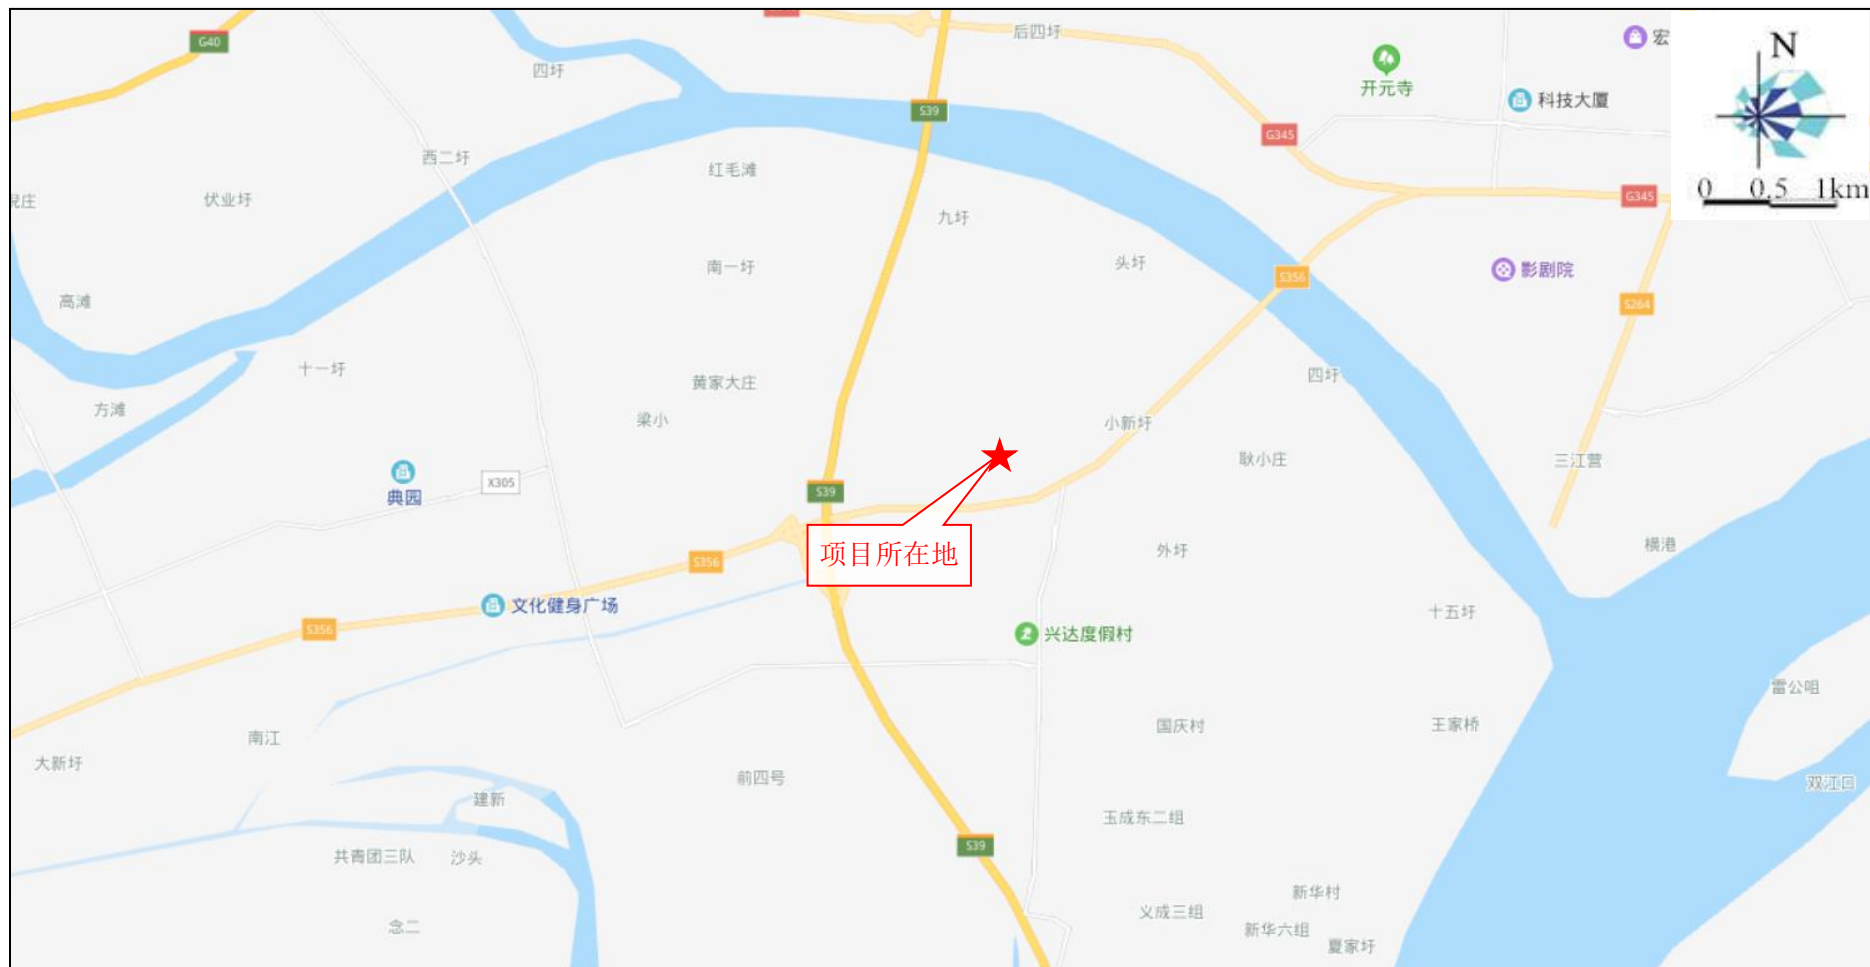 后四圩
宏
N
G40
四圩
开元寺
科技大厦
S39
G345
西二圩
红毛滩
伏业圩
0 0.5 1km
G345
九圩
南一圩
头圩
S356
影剧院
高滩
S264
十一圩
黄家大庄
四圩
方滩
梁小
小新圩
耿小庄
三江营
典园
X305
S39
项目所在地
外圩
横港
S356
文化健身广场
十五圩
S356
兴达度假村
雷公咀
国庆村
王家桥
南江
大新圩
前四号
双江口
建新
玉成东二组
S39
共青团三队
沙头
新华村
义成三组
念二
新华六组
夏家圩